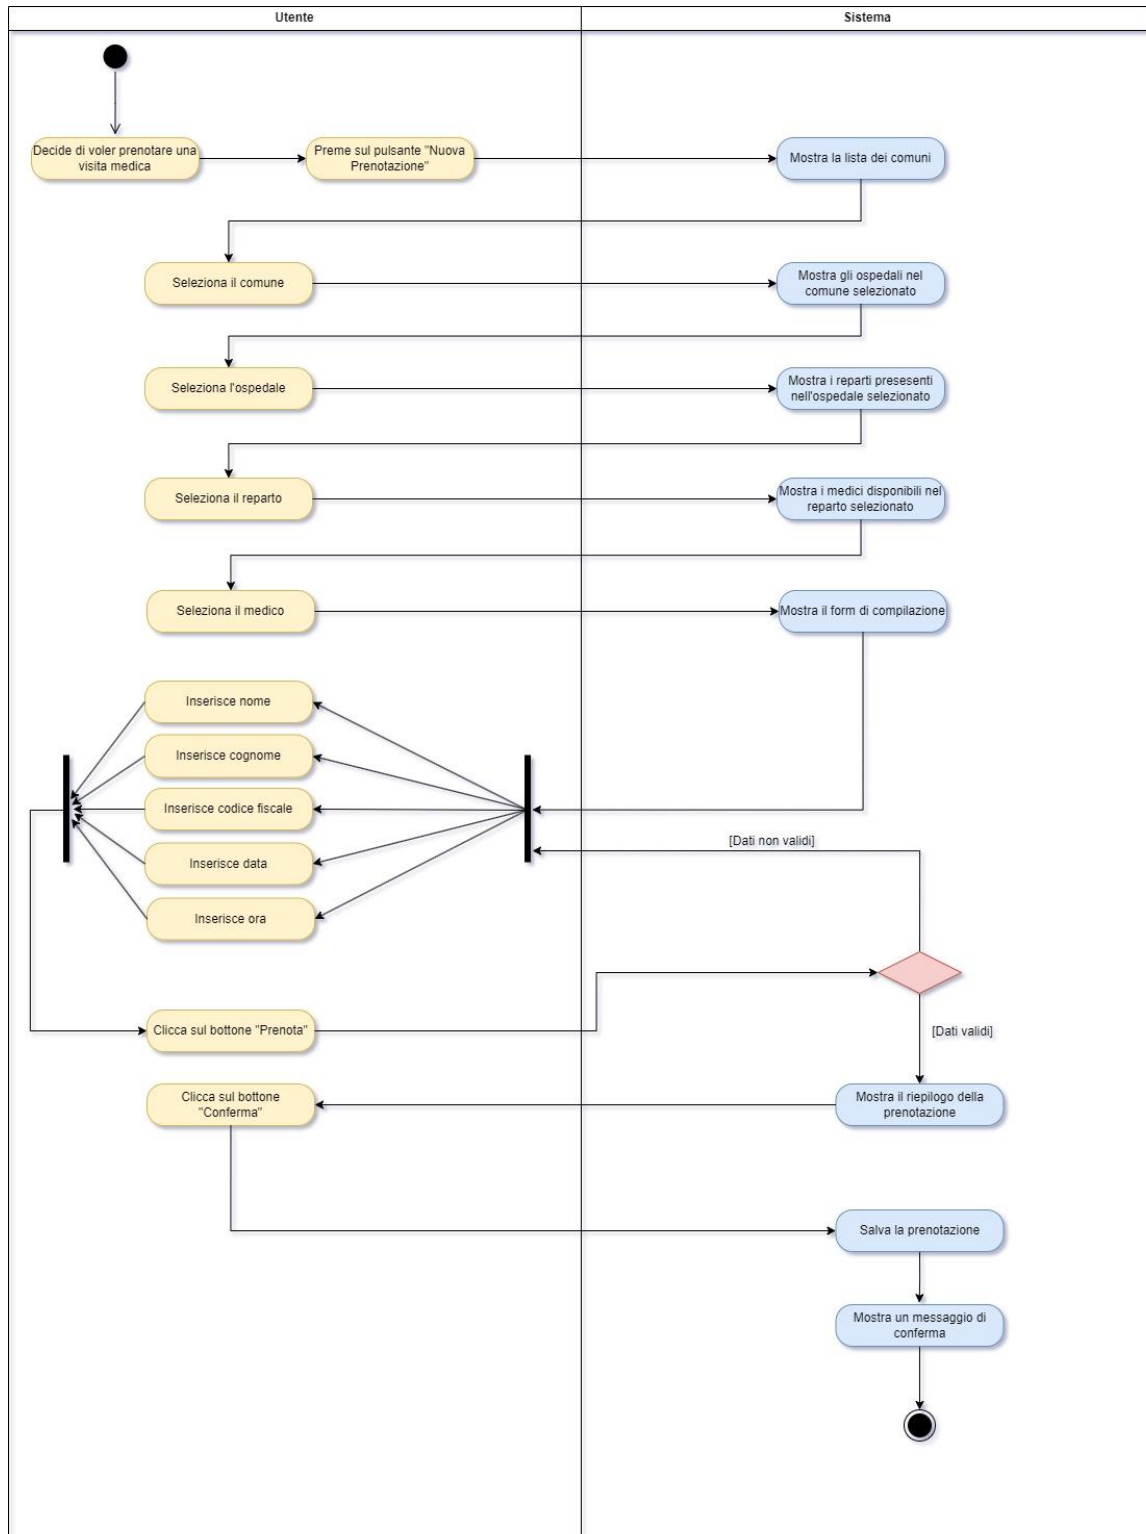 Utente
Sistema
Decide di voler prenotare una
visita medica
Preme sul pulsante "Nuova
Prenotazione"
Mostra la lista dei comuni
Seleziona il comune
Mostra gli ospedali nel
comune selezionato
Seleziona l'ospedale
Mostra i reparti presesenti
nell'ospedale selezionato
Seleziona il reparto
Mostra i medici disponibili nel
reparto selezionato
Seleziona il medico
Mostra il form di compilazione
Inserisce nome
Inserisce cognome
Inserisce codice fiscale
Inserisce data
Inserisce ora
[Dati non validi]
Clicca sul bottone "Prenota"
[Dati validi]
Clicca sul bottone
"Conferma"
Mostra il riepilogo della
prenotazione
Salva la prenotazione
Mostra un messaggio di
conferma